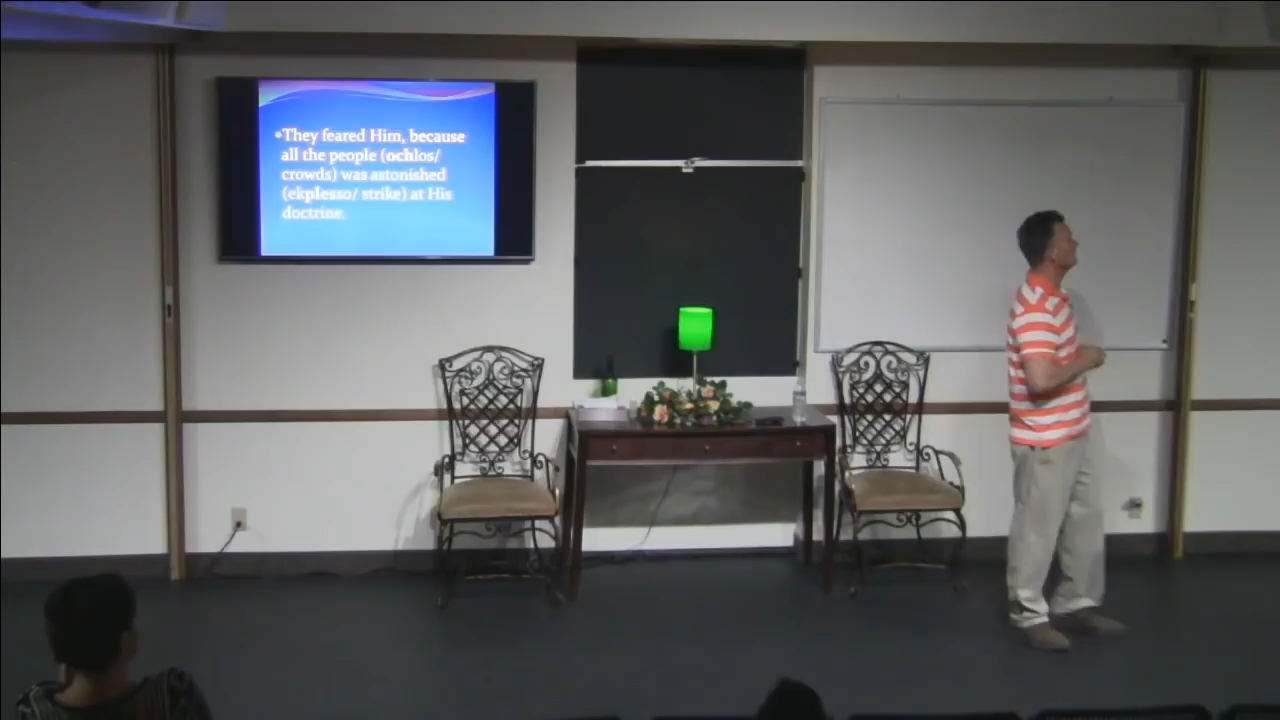 •They feared Him, because
all the people (ochlos/
crowds) was astonished
(ekplesso/ strike) at His
doctrine.